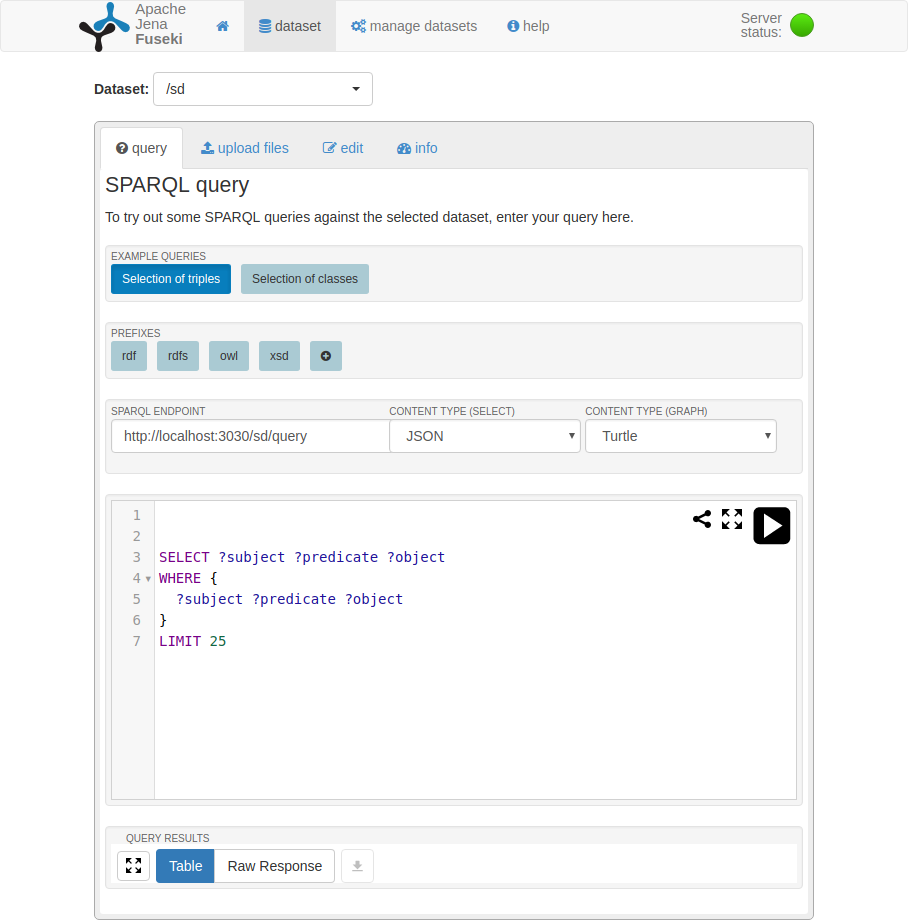 Apache
Jena
Fuseki
dataset
manage datasets
help
Server
status:
Dataset: /sd
query
upload files
edit
info
SPARQL query
To try out some SPARQL queries against the selected dataset, enter your query here.
EXAMPLE QUERIES
Selection of triples
Selection of classes
PREFIXES
rdf
rdfs
owl
xsd
SPARQL ENDPOINT
CONTENT TYPE (SELECT)
CONTENT TYPE (GRAPH)
http://localhost:3030/sd/query
JSON
Turtle
1
2
3 SELECT ?subject ?predicate ?object
4 WHERE {
5 ?subject ?predicate ?object
6 }
7 LIMIT 25
QUERY RESULTS
Table
Raw Response